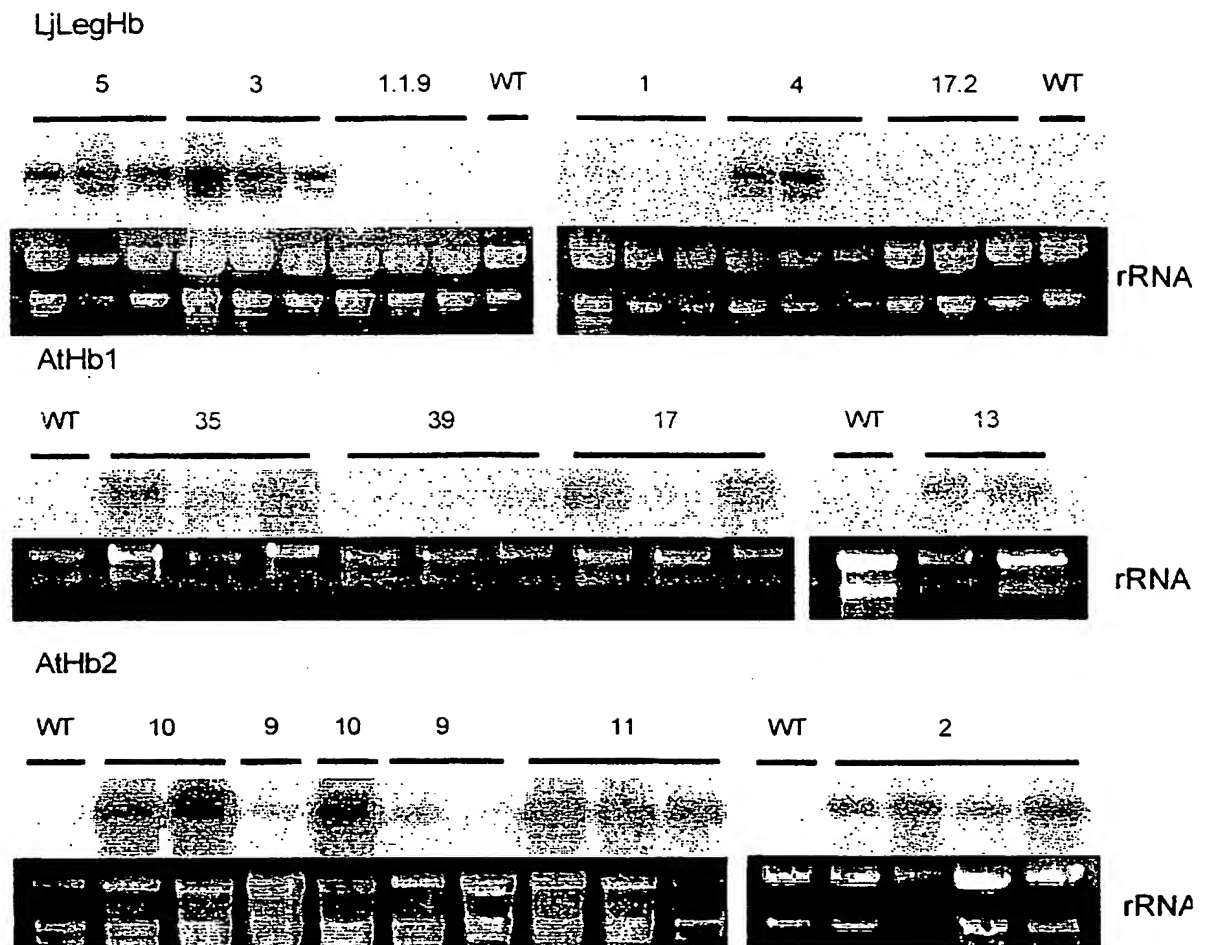 LjLegHb
5 3 1.1.9 WT 1 4 17.2 WT
rRNA
AtHb1
WT 35 39 17 WT 13
rRNA
AtHb2
WT 10 9 10 9 11 WT 2
rRNA